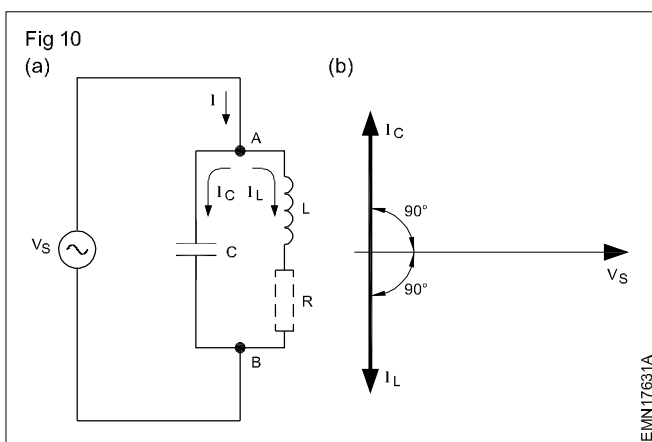 Fig 10
(a)
(b)
I
A
I_C
I_L
L
V_S
C
R
B
I_C
90°
90°
V_S
I_L
EMN17631A